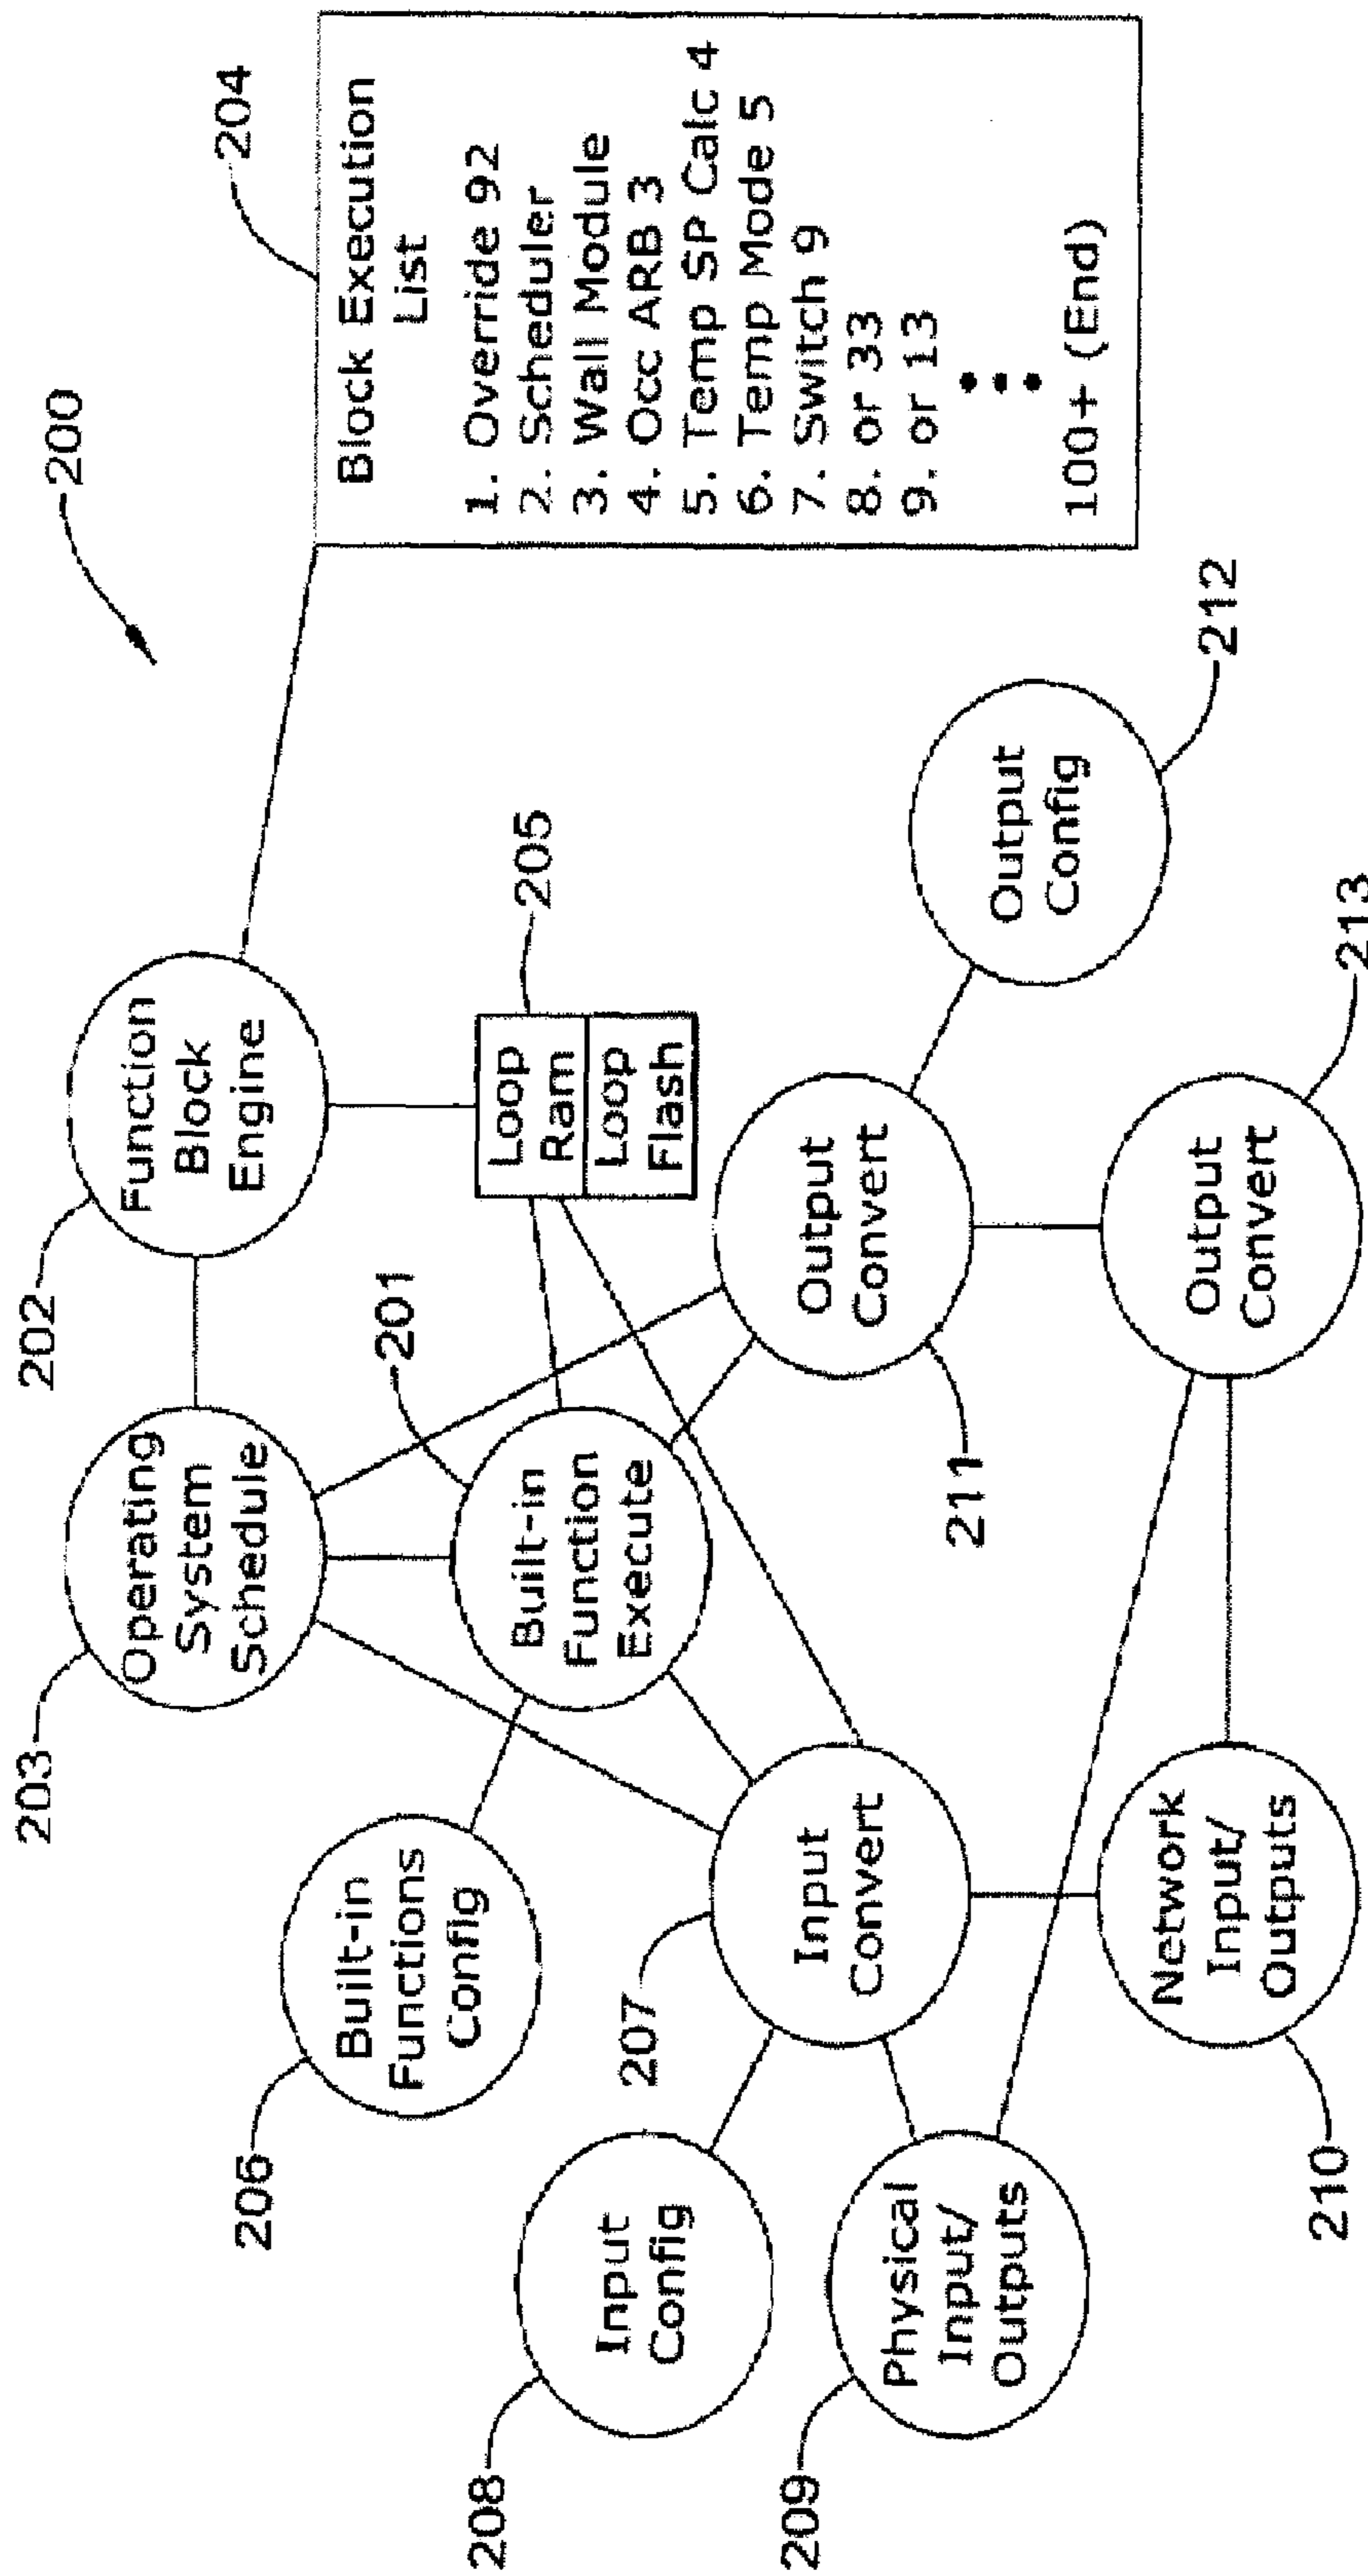 200
204
Block Execution
List
1. Override 92
2. Scheduler
3. Wall Module
4. Occ ARB 3
5. Temp SP Calc 4
6. Temp Mode 5
7. Switch 9
8. or 33
9. or 13
100+ (End)
203
Operating
System
Schedule
202
Function
Block
Engine
206
Built-in
Functions
Config
201
Built-in
Function
Execute
205
Loop
Ram
Loop
Flash
208
Input
Config
207
Input
Convert
211
Output
Convert
212
Output
Config
209
Physical
Input/
Outputs
210
Network
Input/
Outputs
213
Output
Convert